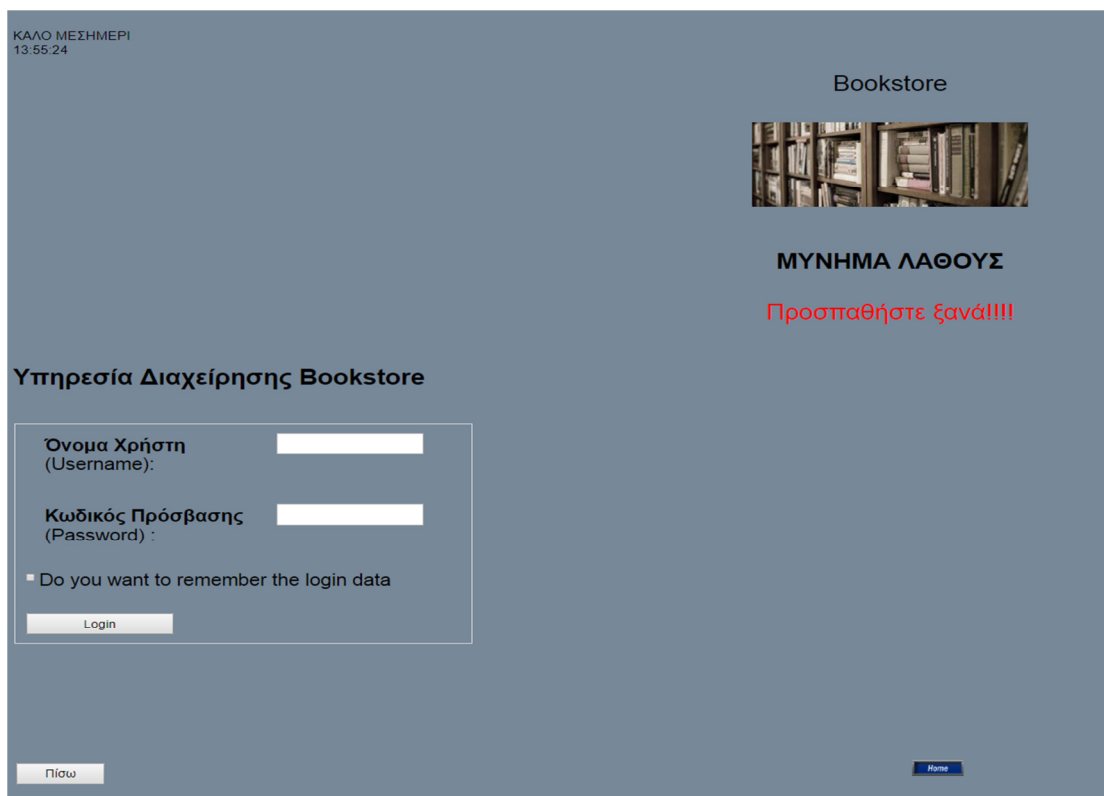 ΚΑΛΟ ΜΕΣΗΜΕΡΙ
13:55:24
Bookstore
ΜΥΝΗΜΑ ΛΑΘΟΥΣ
Προσπαθήστε ξανά!!!!
Υπηρεσία Διαχείρησης Bookstore
Όνομα Χρήστη
(Username):
Κωδικός Πρόσβασης
(Password) :
Do you want to remember the login data
Login
Πίσω
Home